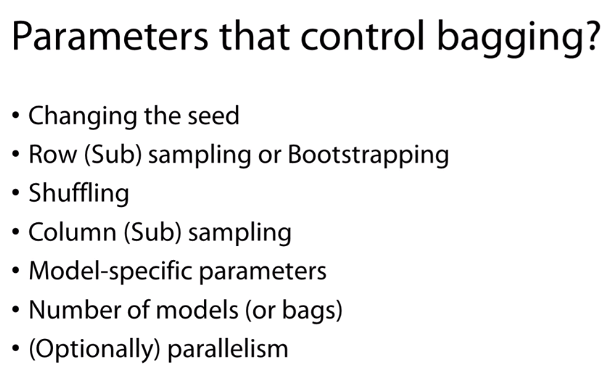 Parameters that control bagging?
• Changing the seed
• Row (Sub) sampling or Bootstrapping
• Shuffling
• Column (Sub) sampling
• Model-specific parameters
• Number of models (or bags)
• (Optionally) parallelism